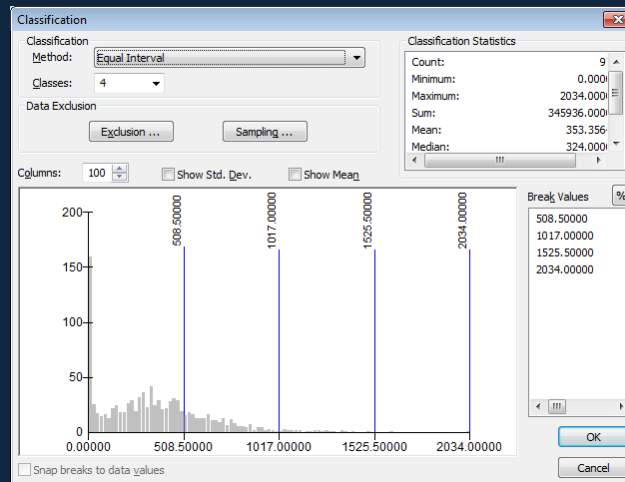 Classification
Classification
Method: Equal Interval
Classes: 4
Data Exclusion
Exclusion ...
Sampling ...
Classification Statistics
Count: 9
Minimum: 0.000
Maximum: 2034.000
Sum: 345936.000
Mean: 353.356
Median: 324.000
Columns: 100
Show Std. Dev.
Show Mean
Break Values
%
508.50000
1017.00000
1525.50000
2034.00000
508.50000
1017.00000
1525.50000
2034.00000
200
150
100
50
0
0.00000 508.50000 1017.00000 1525.50000 2034.00000
Snap breaks to data values
OK
Cancel